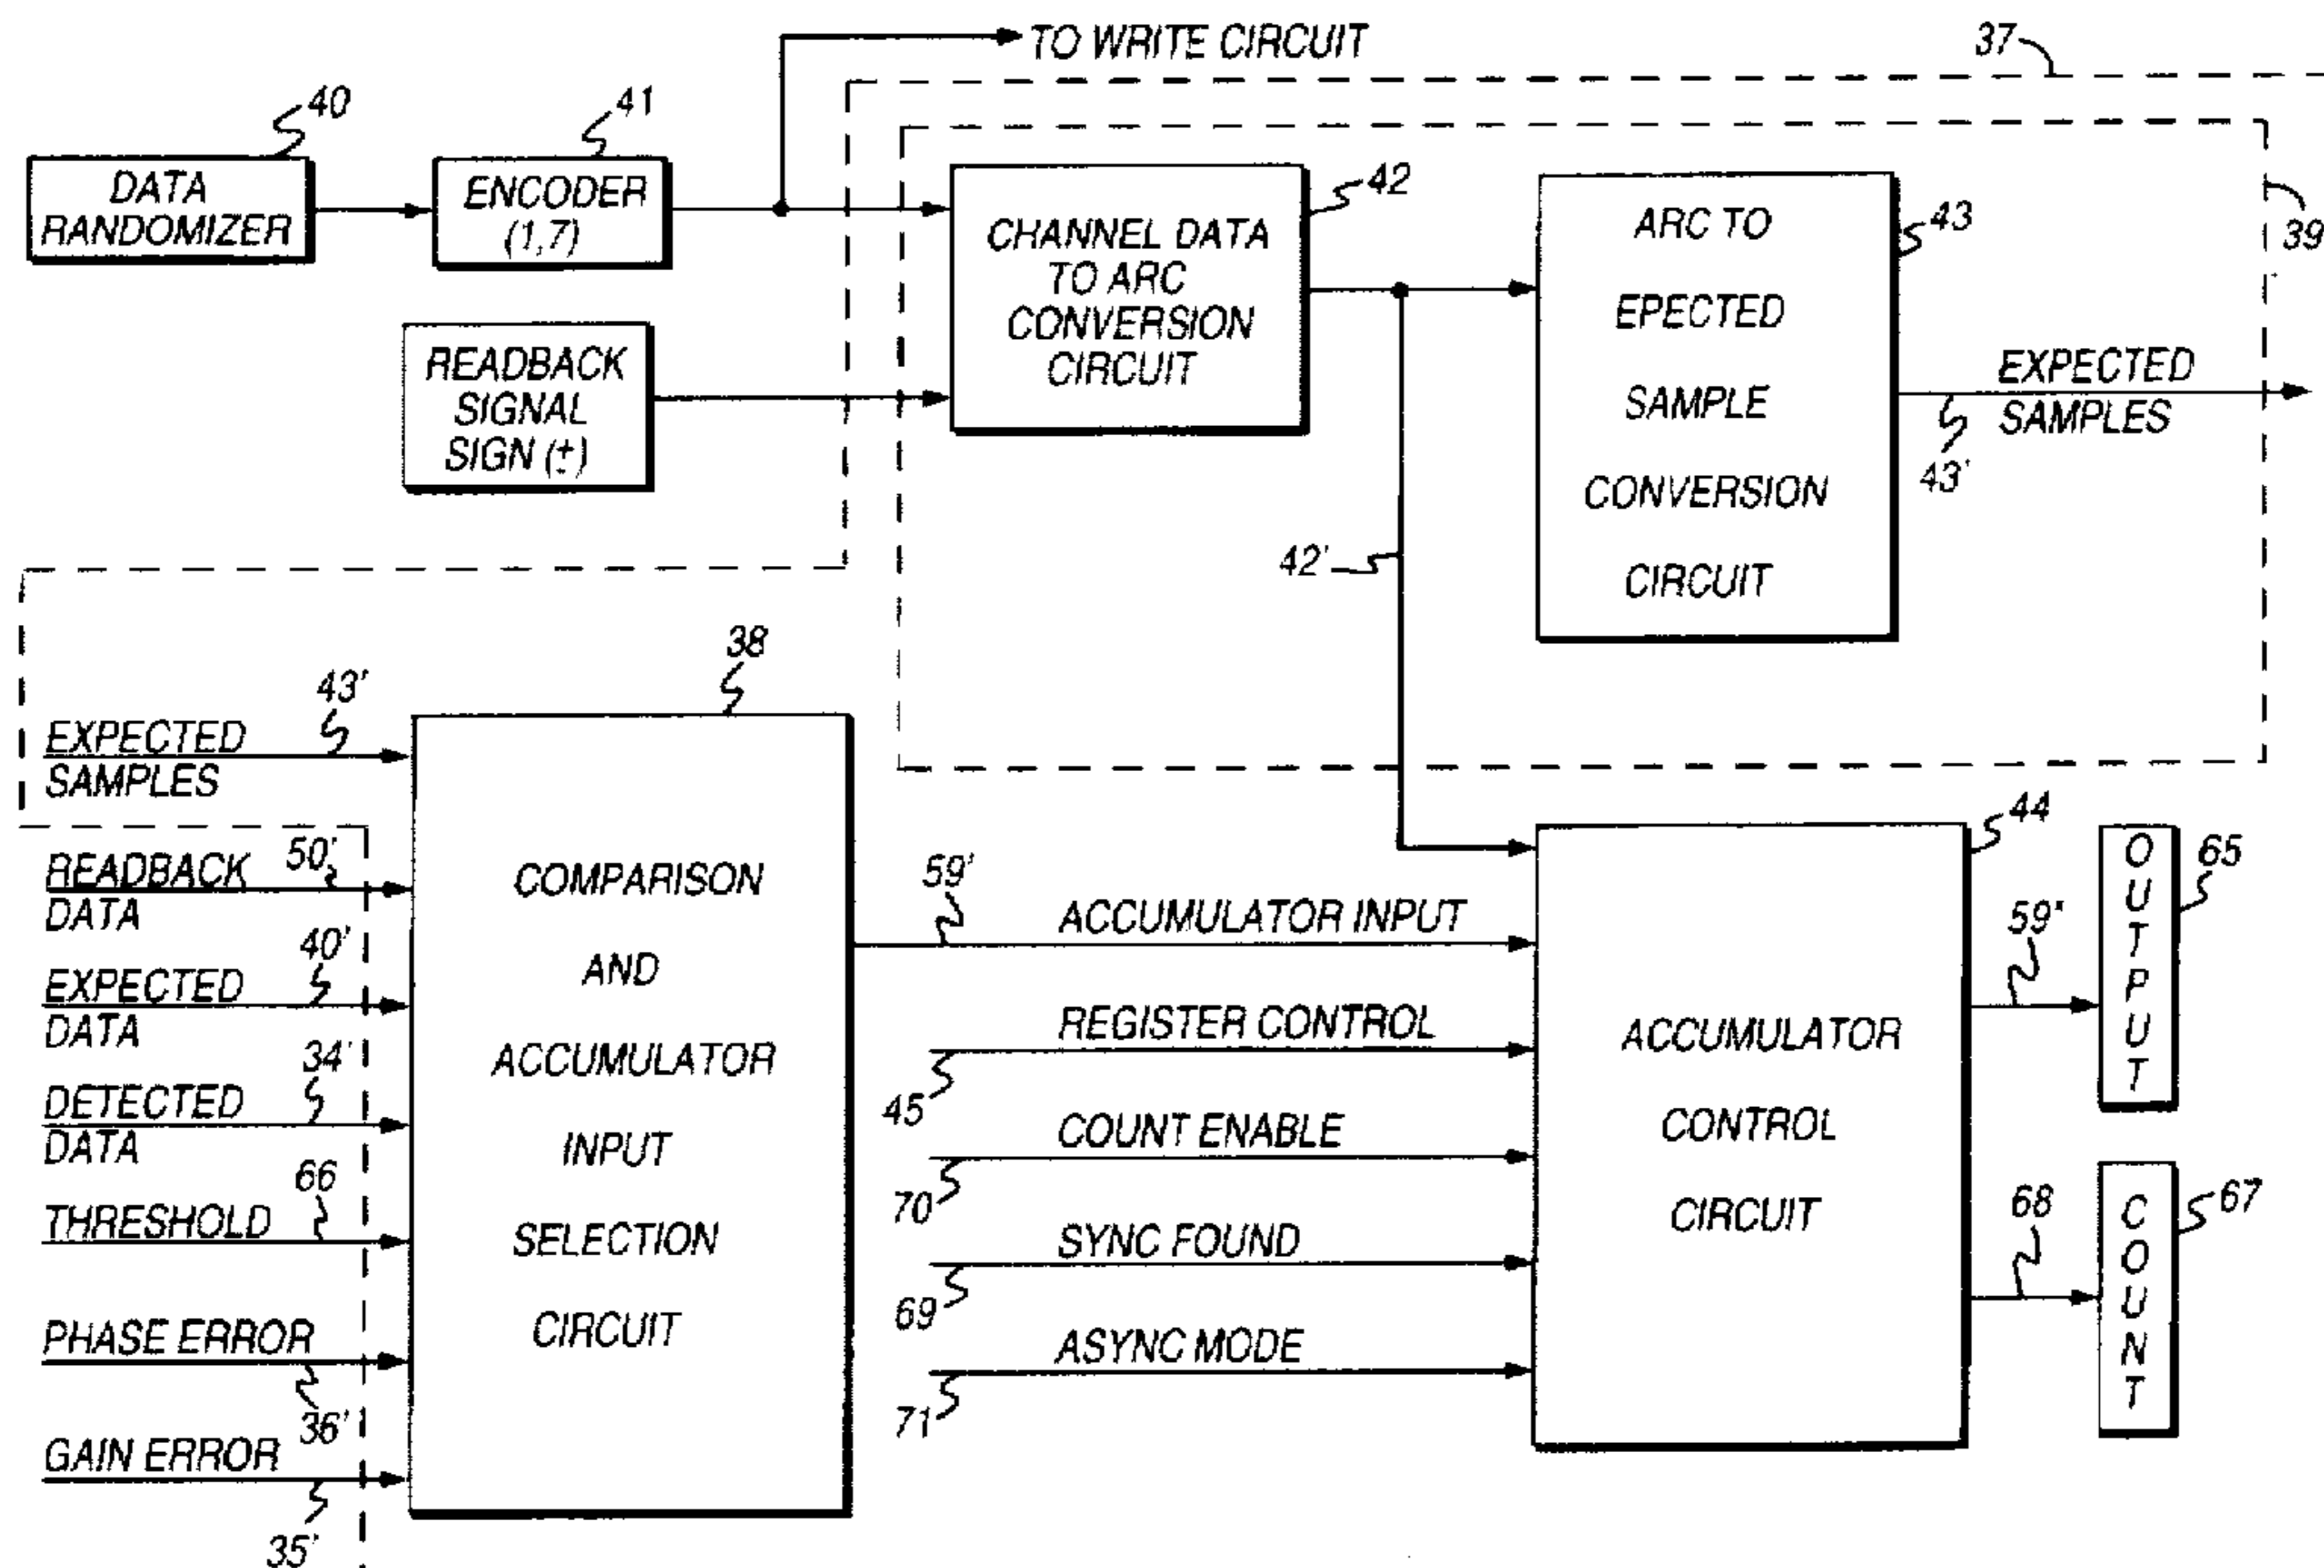 TO WRITE CIRCUIT
37
40
41
DATA
RANDOMIZER
ENCODER
(1,7)
42
CHANNEL DATA
TO ARC
CONVERSION
CIRCUIT
43
ARC TO
EPECTED
SAMPLE
CONVERSION
CIRCUIT
39
READBACK
SIGNAL
SIGN (±)
EXPECTED
SAMPLES
43'
42'
38
43'
EXPECTED
SAMPLES
50'
READBACK
DATA
40'
EXPECTED
DATA
34'
DETECTED
DATA
66
THRESHOLD
PHASE ERROR
36'
GAIN ERROR
35'
COMPARISON
AND
ACCUMULATOR
INPUT
SELECTION
CIRCUIT
59'
ACCUMULATOR INPUT
REGISTER CONTROL
45
COUNT ENABLE
70
SYNC FOUND
69
ASYNC MODE
71
44
ACCUMULATOR
CONTROL
CIRCUIT
59"
OUTPUT
65
68
COUNT
67